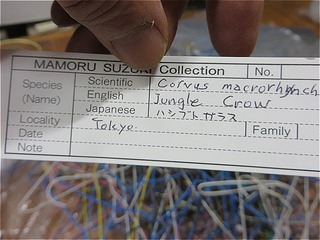 MAMORU SUZUKI Collection No.
Species (Name) Scientific Corvus macrorhynch
English Jungle Crow
Japanese ハシブトガラス
Locality Tokyo
Date Family
Note